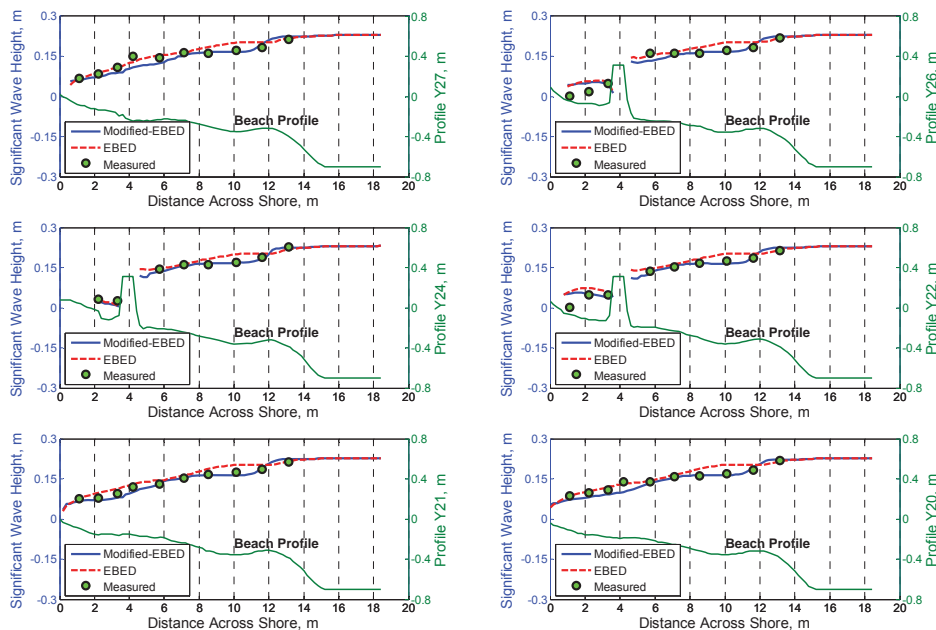 0.3
0.15
0
-0.15
-0.3
0.8
0.4
0
-0.4
-0.8
Significant Wave Height, m
Profile Y27, m
Beach Profile
Modified-EBED
EBED
Measured
0 2 4 6 8 10 12 14 16 18 20
Distance Across Shore, m
0.3
0.15
0
-0.15
-0.3
0.8
0.4
0
-0.4
-0.8
Significant Wave Height, m
Profile Y26, m
Beach Profile
Modified-EBED
EBED
Measured
0 2 4 6 8 10 12 14 16 18 20
Distance Across Shore, m
0.3
0.15
0
-0.15
-0.3
0.8
0.4
0
-0.4
-0.8
Significant Wave Height, m
Profile Y24, m
Beach Profile
Modified-EBED
EBED
Measured
0 2 4 6 8 10 12 14 16 18 20
Distance Across Shore, m
0.3
0.15
0
-0.15
-0.3
0.8
0.4
0
-0.4
-0.8
Significant Wave Height, m
Profile Y22, m
Beach Profile
Modified-EBED
EBED
Measured
0 2 4 6 8 10 12 14 16 18 20
Distance Across Shore, m
0.3
0.15
0
-0.15
-0.3
0.8
0.4
0
-0.4
-0.8
Significant Wave Height, m
Profile Y21, m
Beach Profile
Modified-EBED
EBED
Measured
0 2 4 6 8 10 12 14 16 18 20
Distance Across Shore, m
0.3
0.15
0
-0.15
-0.3
0.8
0.4
0
-0.4
-0.8
Significant Wave Height, m
Profile Y20, m
Beach Profile
Modified-EBED
EBED
Measured
0 2 4 6 8 10 12 14 16 18 20
Distance Across Shore, m